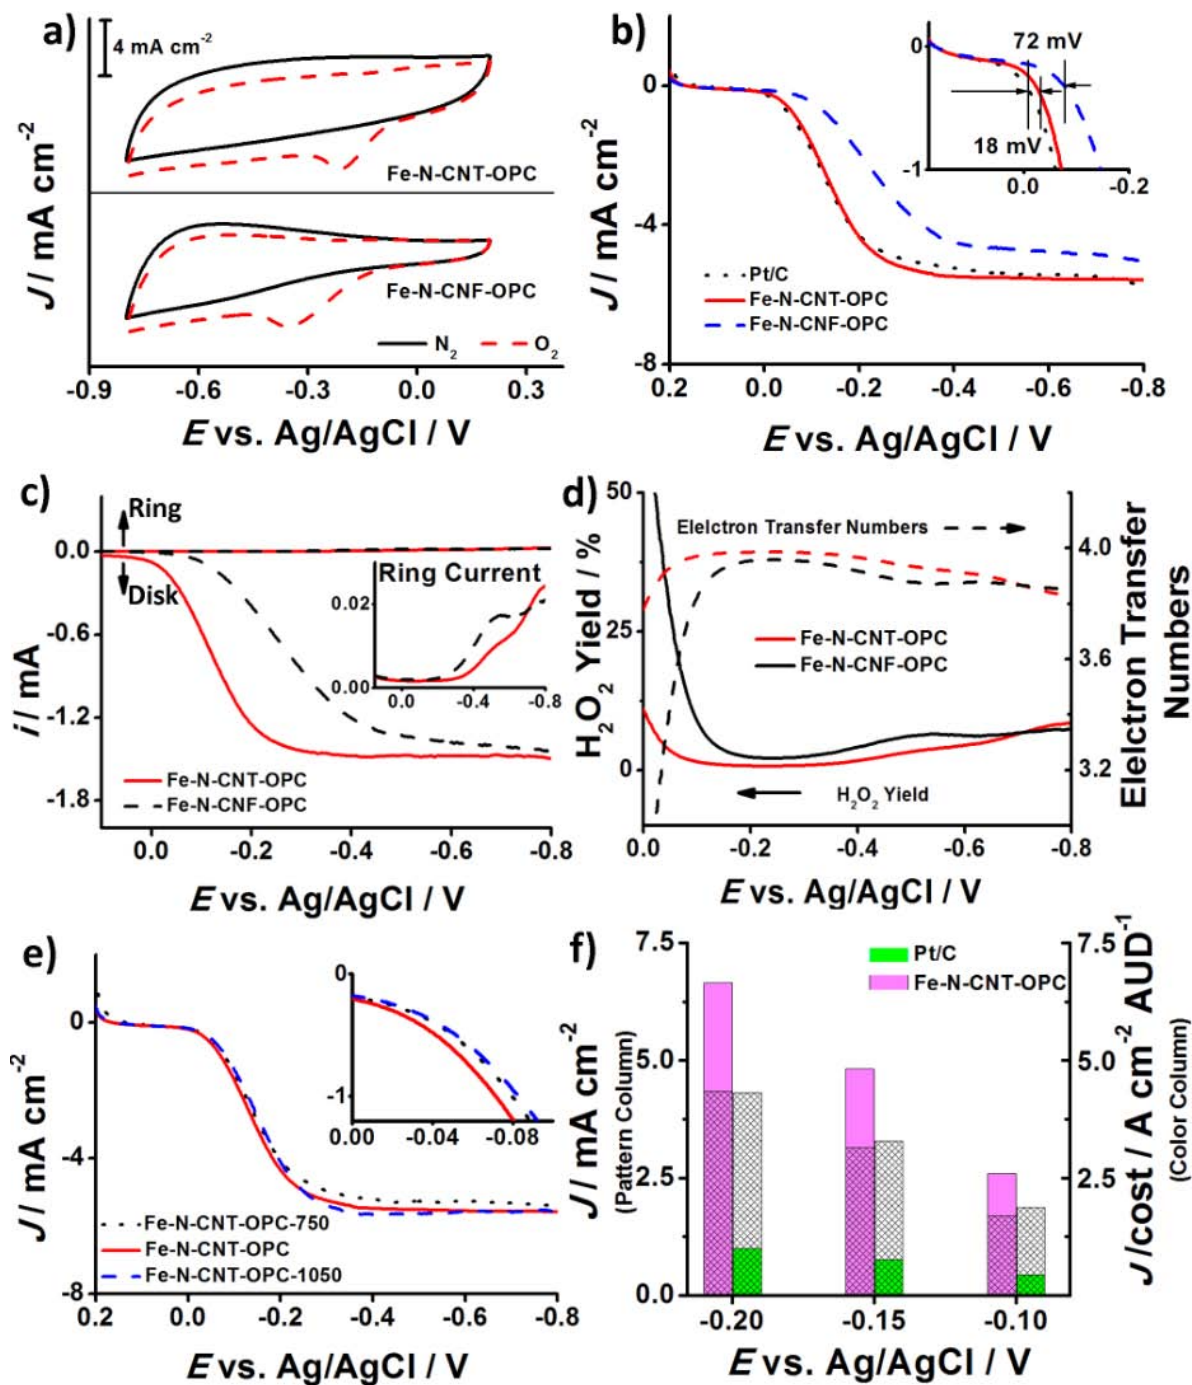 a)
4 mA cm-2
J / mA cm-2
Fe-N-CNT-OPC
Fe-N-CNF-OPC
N2 O2
-0.9 -0.6 -0.3 0.0 0.3
E vs. Ag/AgCl / V
b)
J / mA cm-2
0
-4
-8
0
-1
72 mV
18 mV
0.0 -0.2
Pt/C
Fe-N-CNT-OPC
Fe-N-CNF-OPC
0.2 0.0 -0.2 -0.4 -0.6 -0.8
E vs. Ag/AgCl / V
c)
Ring
Disk
i / mA
0.0
-0.6
-1.2
-1.8
Ring Current
0.02
0.00
0.0 -0.4 -0.8
Fe-N-CNT-OPC
Fe-N-CNF-OPC
0.0 -0.2 -0.4 -0.6 -0.8
E vs. Ag/AgCl / V
d)
H2O2 Yield / %
50
25
0
Elelctron Transfer Numbers
Fe-N-CNT-OPC
Fe-N-CNF-OPC
H2O2 Yield
4.0
3.6
3.2
Elelctron Transfer
Numbers
0.0 -0.2 -0.4 -0.6 -0.8
E vs. Ag/AgCl / V
e)
J / mA cm-2
0
-4
-8
0
-1
0.00 -0.04 -0.08
Fe-N-CNT-OPC-750
Fe-N-CNT-OPC
Fe-N-CNT-OPC-1050
0.2 0.0 -0.2 -0.4 -0.6 -0.8
E vs. Ag/AgCl / V
f)
J / mA cm-2
(Pattern Column)
7.5
5.0
2.5
0.0
Pt/C
Fe-N-CNT-OPC
7.5
5.0
2.5
0.0
J /cost / A cm-2 AUD-1
(Color Column)
-0.20 -0.15 -0.10
E vs. Ag/AgCl / V